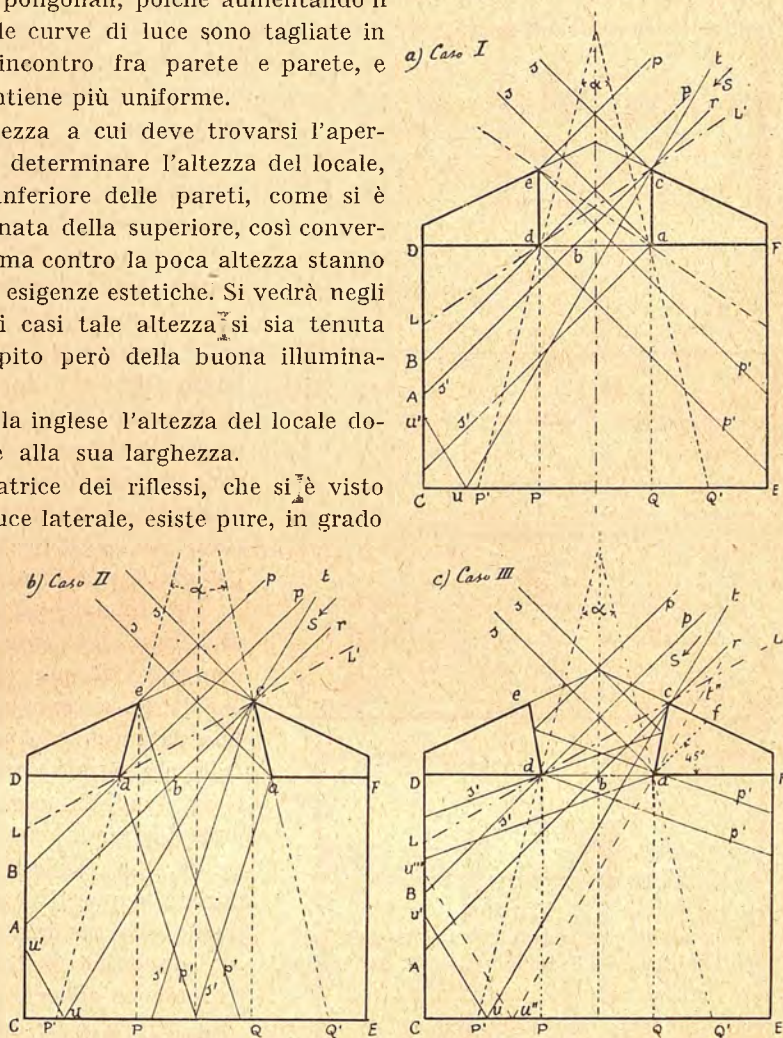 poligonali, poichè aumentando il
le curve di luce sono tagliate in
incontro fra parete e parete, e
ntiene più uniforme.
ezza a cui deve trovarsi l'aper-
determinare l'altezza del locale,
inferiore delle pareti, come si è
nata della superiore, così conver-
ma contro la poca altezza stanno
esigenze estetiche. Si vedrà negli
i casi tale altezza si sia tenuta
pito però della buona illumina-
la inglese l'altezza del locale do-
e alla sua larghezza.
atrice dei riflessi, che si è visto
uce laterale, esiste pure, in grado
a) Caso I
s p t
s α p S r L'
e c
D d b a F
L
B
A s' p'
u' s' p'
C u P' P Q Q' E
b) Caso II
s p t
s α p S r L'
e c
D d b a F
L
B
A
u' s' p' s' p'
C P' u P Q Q' E
c) Caso III
s p t
s α p S r L'
e c t" f
45°
D d b a F
s' p'
L s' p'
u'''
B
u'
A
C P' u u" P Q Q' E